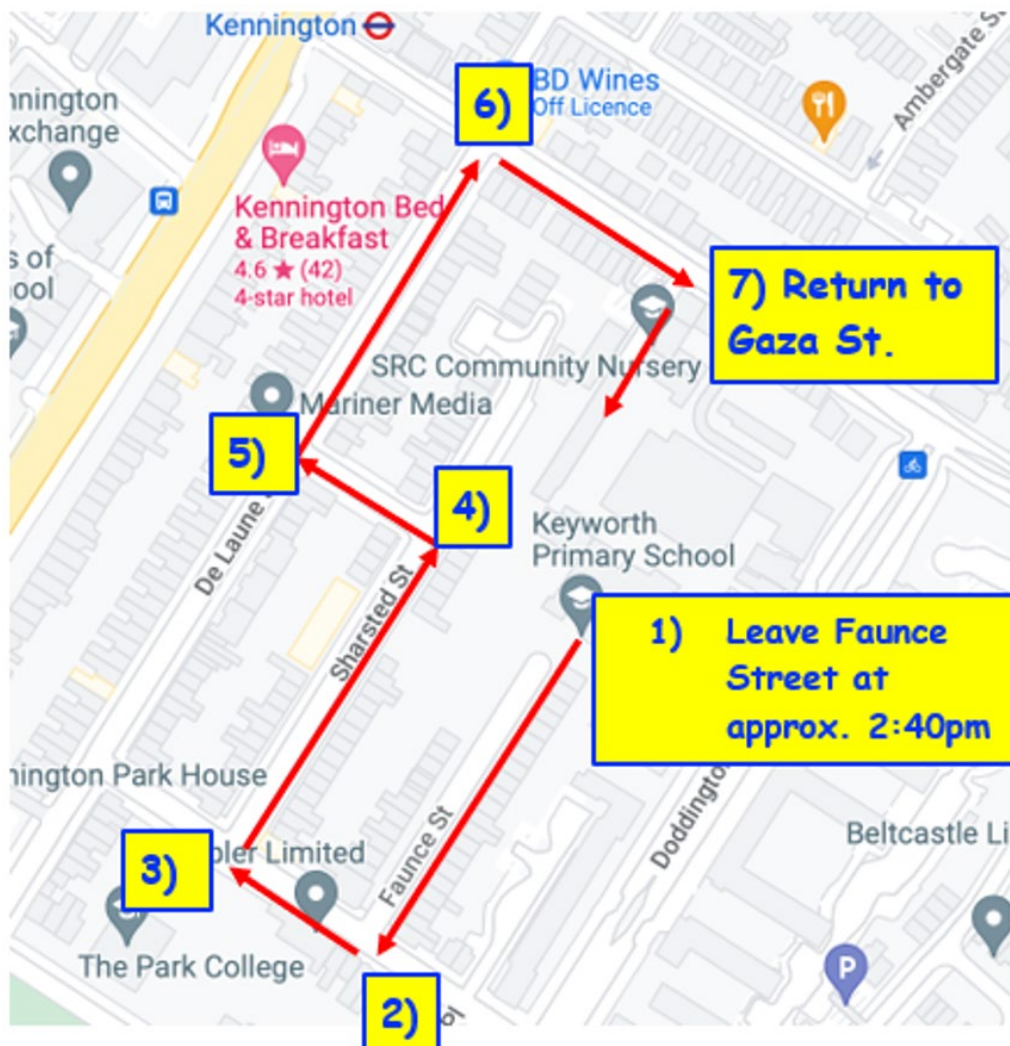 Kennington
BD Wines
Off Licence
6)
Ambergate S
nnington
xchange
Kennington Bed
& Breakfast
4.6 ★ (42)
4-star hotel
s of
ool
7) Return to
Gaza St.
SRC Community Nursery
Mariner Media
5)
4)
Keyworth
Primary School
De Laune
Sharsted St
1) Leave Faunce
Street at
approx. 2:40pm
nington Park House
Faunce St
Doddington
3)
bler Limited
Beltcastle Li
The Park College
P
2)